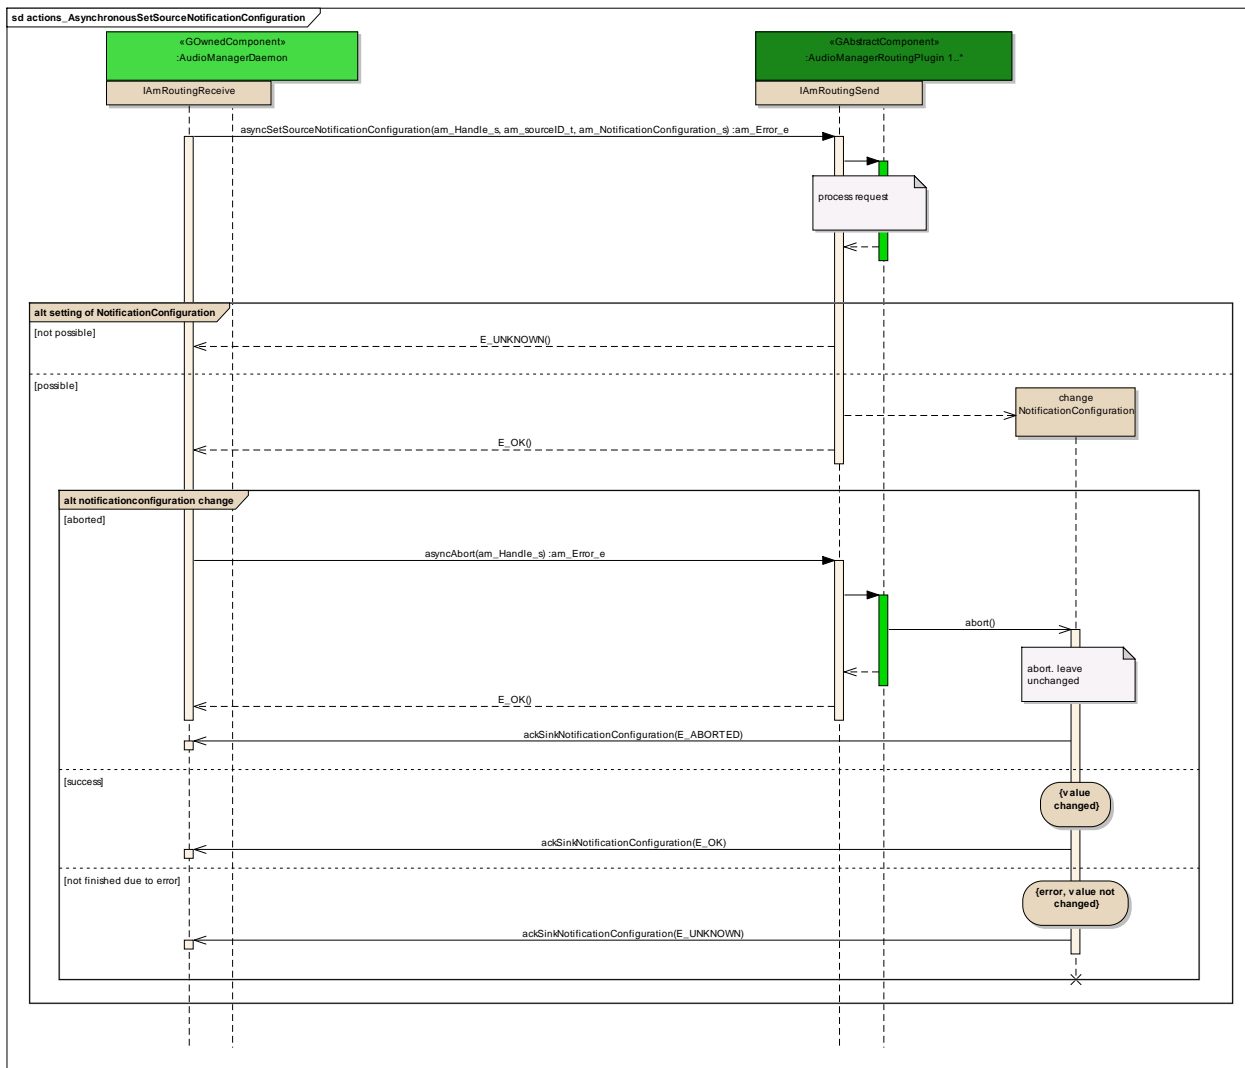 sd actions_AsynchronousSetSourceNotificationConfiguration
«GOwnedComponent»
:AudioManagerDaemon
IAmRoutingReceive
«GAbstractComponent»
:AudioManagerRoutingPlugin 1..*
IAmRoutingSend
asyncSetSourceNotificationConfiguration(am_Handle_s, am_sourceID_t, am_NotificationConfiguration_s) :am_Error_e
process request
alt setting of NotificationConfiguration
[not possible]
E_UNKNOWN()
[possible]
change
NotificationConfiguration
E_OK()
alt notificationconfiguration change
[aborted]
asyncAbort(am_Handle_s) :am_Error_e
abort()
abort. leave
unchanged
E_OK()
ackSinkNotificationConfiguration(E_ABORTED)
[success]
{value
changed}
ackSinkNotificationConfiguration(E_OK)
[not finished due to error]
{error, value not
changed}
ackSinkNotificationConfiguration(E_UNKNOWN)